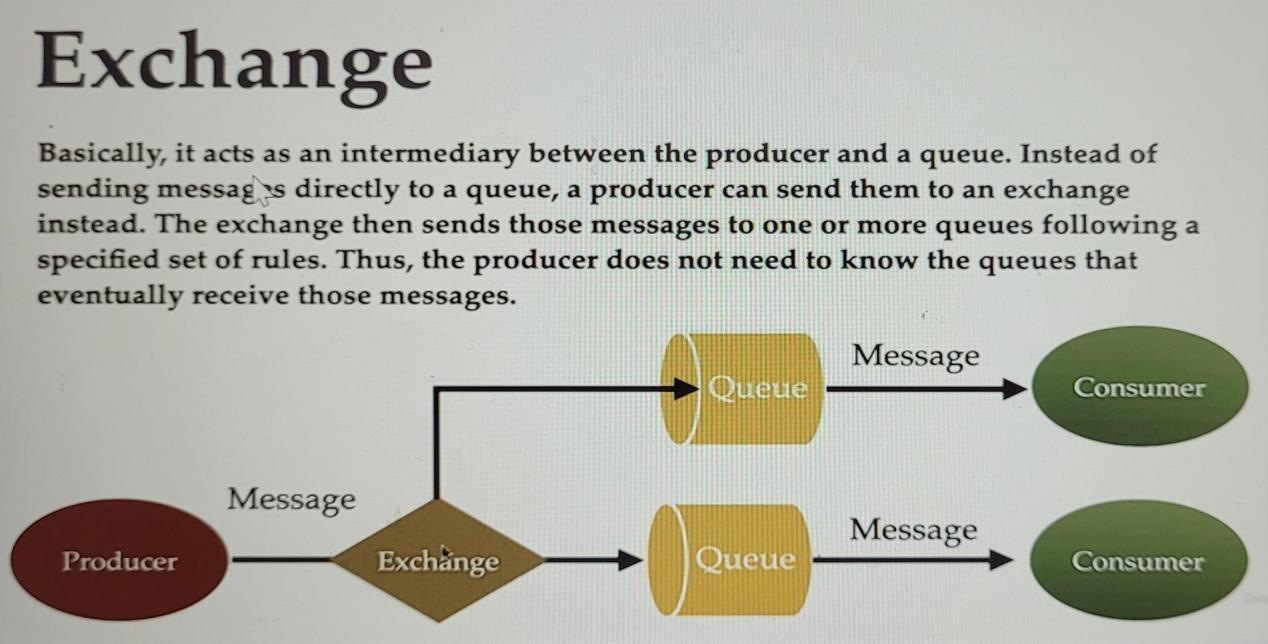 Exchange
Basically, it acts as an intermediary between the producer and a queue. Instead of
sending messages directly to a queue, a producer can send them to an exchange
instead. The exchange then sends those messages to one or more queues following a
specified set of rules. Thus, the producer does not need to know the queues that
eventually receive those messages.
Message
Queue
Consumer
Message
Message
Producer
Exchange
Queue
Consumer